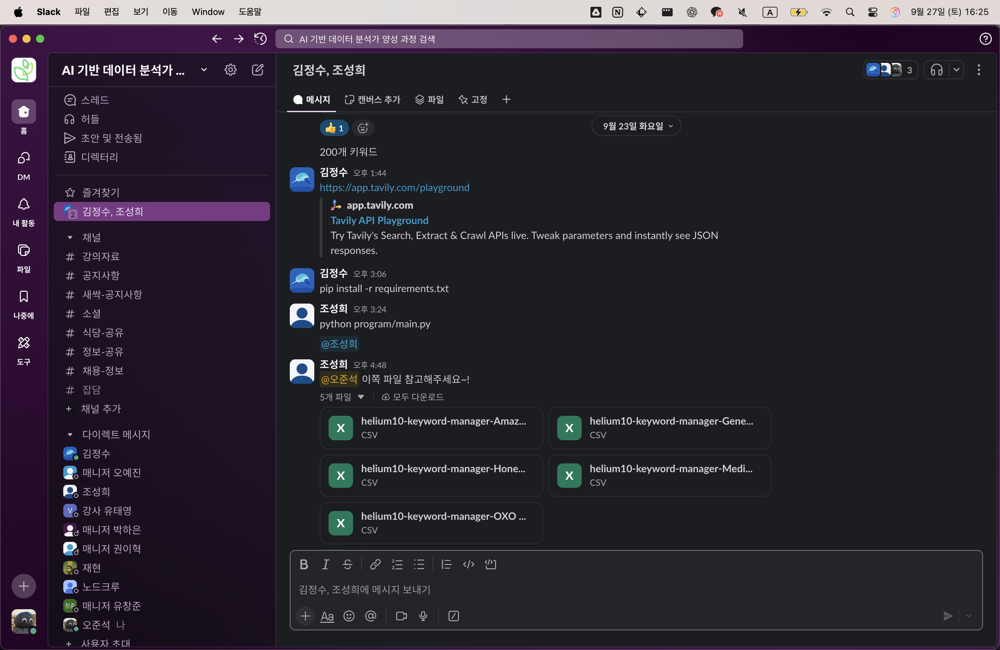 Slack 파일 편집 보기 이동 Window 도움말
N
A
9월 27일 (토) 16:25
AI 기반 데이터 분석가 양성 과정 검색
홈
DM
내 활동
파일
나중에
도구
AI 기반 데이터 분석가 ...
스레드
허들
초안 및 전송됨
디렉터리
즐겨찾기
2 김정수, 조성희
채널
# 강의자료
# 공지사항
# 새싹-공지사항
# 소셜
# 식당-공유
# 정보-공유
# 채용-정보
# 잡담
+ 채널 추가
다이렉트 메시지
김정수
매니저 오예진
조성희
V 강사 유태영
매니저 박하은
매니저 권이혁
재현
노드크루
창준 매니저 유창준
오준석 나
+ 사용자 초대
김정수, 조성희
3
메시지 캔버스 추가 파일 고정 +
9월 23일 화요일
1
200개 키워드
김정수 오후 1:44
https://app.tavily.com/playground
app.tavily.com
Tavily API Playground
Try Tavily's Search, Extract & Crawl APIs live. Tweak parameters and instantly see JSON
responses.
김정수 오후 3:06
pip install -r requirements.txt
조성희 오후 3:24
python program/main.py
@조성희
조성희 오후 4:48
@오준석 이쪽 파일 참고해주세요~!
5개 파일 모두 다운로드
X helium10-keyword-manager-Amaz...
CSV
X helium10-keyword-manager-Gene...
CSV
X helium10-keyword-manager-Hone...
CSV
X helium10-keyword-manager-Medi...
CSV
X helium10-keyword-manager-OXO ...
CSV
B I S
김정수, 조성희에 메시지 보내기
+ Aa @